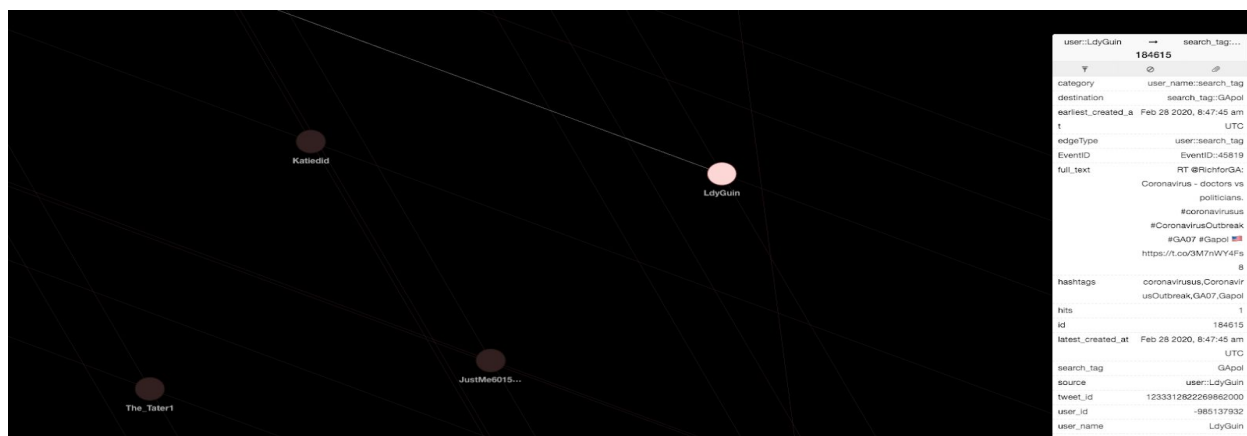 user::LdyGuin → search_tag:...
184615
category user_name::search_tag
destination search_tag::GApol
earliest_created_a Feb 28 2020, 8:47:45 am
t UTC
edgeType user::search_tag
EventID EventID::45819
full_text RT @RichforGA:
Coronavirus - doctors vs
politicians.
#coronavirusus
#CoronavirusOutbreak
#GA07 #Gapol 🇺🇸
https://t.co/3M7nWY4Fs
8
hashtags coronavirusus,Coronavir
usOutbreak,GA07,Gapol
hits 1
id 184615
latest_created_at Feb 28 2020, 8:47:45 am
UTC
search_tag GApol
source user::LdyGuin
tweet_id 1233312822269862000
user_id -985137932
user_name LdyGuin
Katiedid
LdyGuin
JustMe6015...
The_Tater1